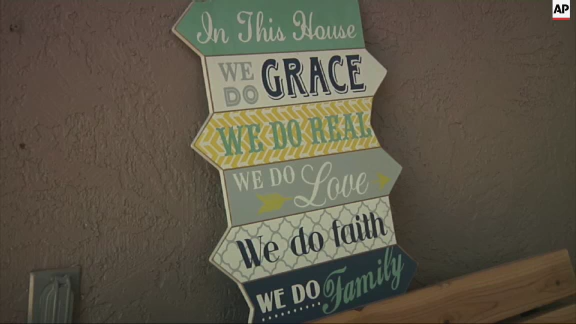 AP
In This House
WE DO GRACE
WE DO REAL
WE DO Love
We do faith
WE DO Family